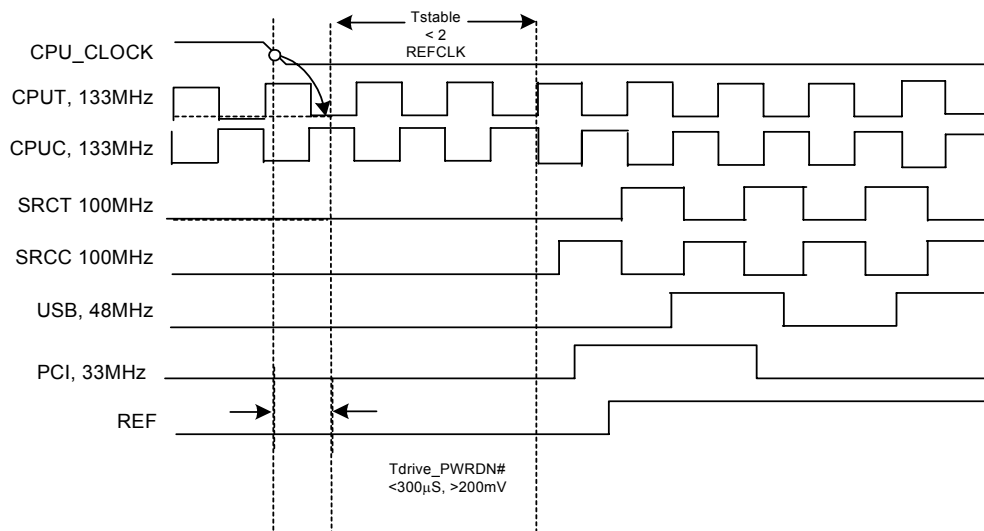 Tstable
< 2
REFCLK
CPU_CLOCK
CPUT, 133MHz
CPUC, 133MHz
SRCT 100MHz
SRCC 100MHz
USB, 48MHz
PCI, 33MHz
REF
Tdrive_PWRDN#
<300μS, >200mV